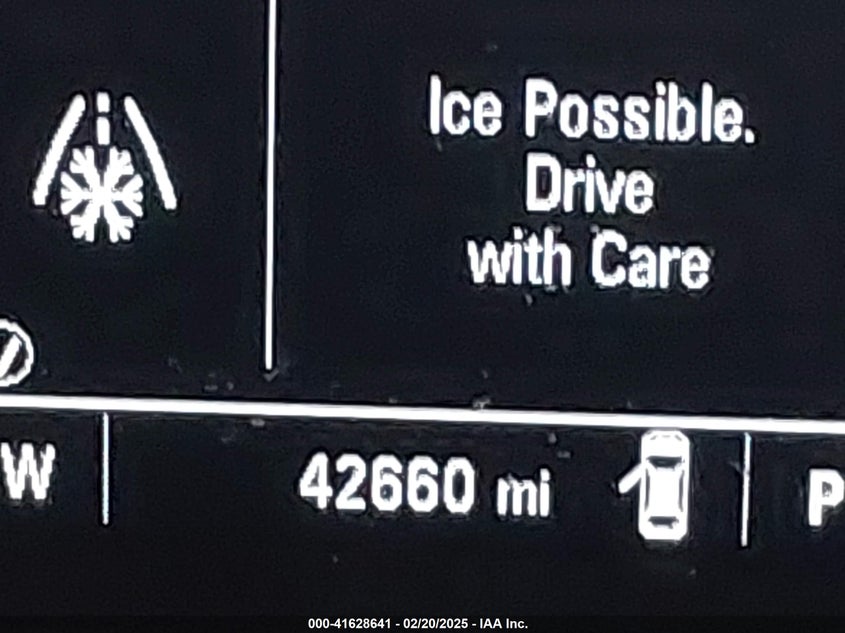 Ice Possible.
Drive
with Care
W
42660 mi
P
000-41628641 - 02/20/2025 - IAA Inc.